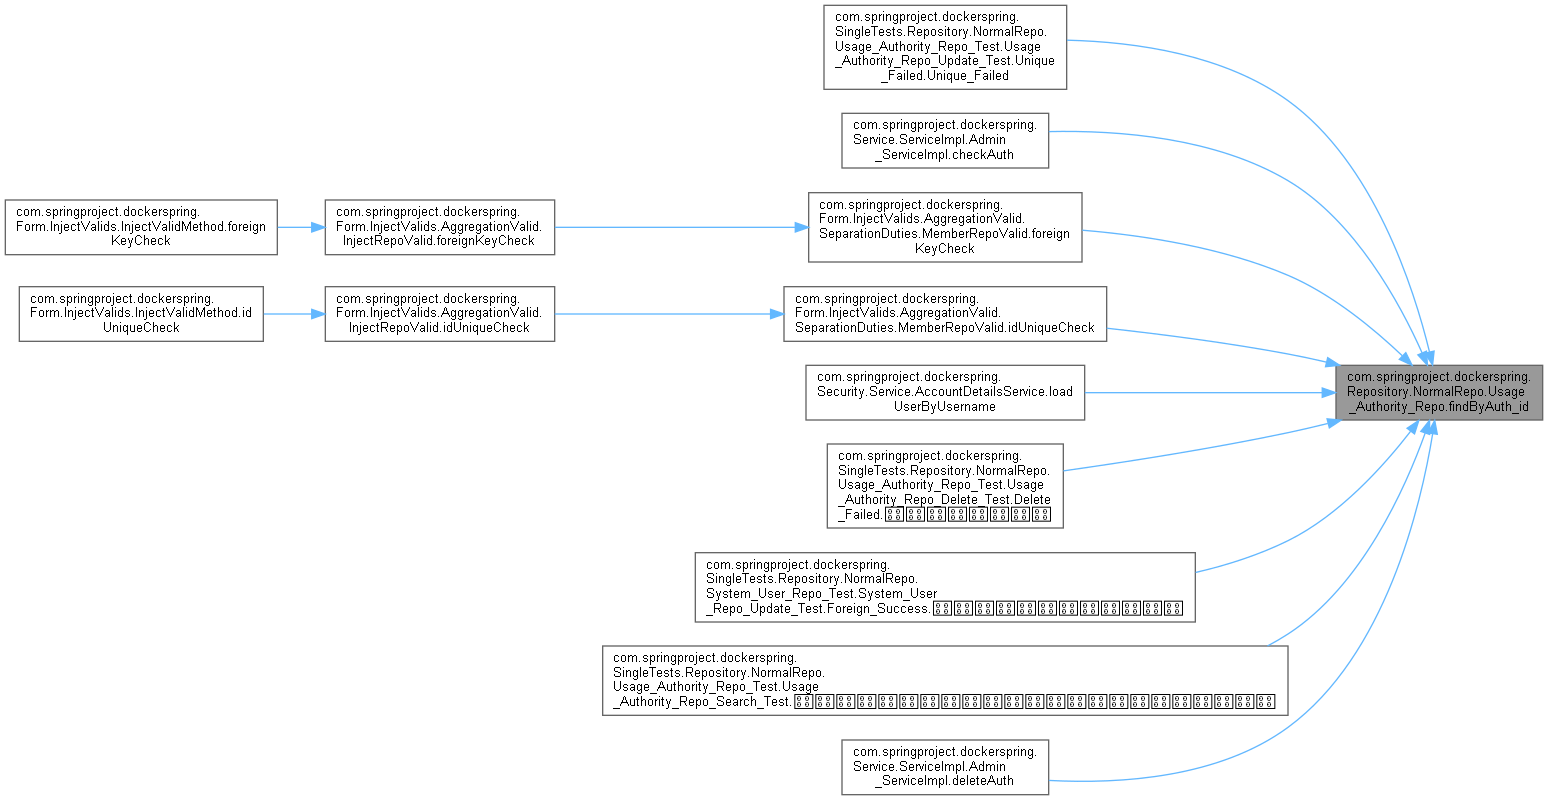 com.springproject.dockerspring.
SingleTests.Repository.NormalRepo.
Usage_Authority_Repo_Test.Usage
_Authority_Repo_Update_Test.Unique
_Failed.Unique_Failed
com.springproject.dockerspring.
Service.ServiceImpl.Admin
_ServiceImpl.checkAuth
com.springproject.dockerspring.
Form.InjectValids.InjectValidMethod.foreign
KeyCheck
com.springproject.dockerspring.
Form.InjectValids.AggregationValid.
InjectRepoValid.foreignKeyCheck
com.springproject.dockerspring.
Form.InjectValids.AggregationValid.
SeparationDuties.MemberRepoValid.foreign
KeyCheck
com.springproject.dockerspring.
Form.InjectValids.InjectValidMethod.id
UniqueCheck
com.springproject.dockerspring.
Form.InjectValids.AggregationValid.
InjectRepoValid.idUniqueCheck
com.springproject.dockerspring.
Form.InjectValids.AggregationValid.
SeparationDuties.MemberRepoValid.idUniqueCheck
com.springproject.dockerspring.
Security.Service.AccountDetailsService.load
UserByUsername
com.springproject.dockerspring.
Repository.NormalRepo.Usage
_Authority_Repo.findByAuth_id
com.springproject.dockerspring.
SingleTests.Repository.NormalRepo.
Usage_Authority_Repo_Test.Usage
_Authority_Repo_Delete_Test.Delete
_Failed.
com.springproject.dockerspring.
SingleTests.Repository.NormalRepo.
System_User_Repo_Test.System_User
_Repo_Update_Test.Foreign_Success.
com.springproject.dockerspring.
SingleTests.Repository.NormalRepo.
Usage_Authority_Repo_Test.Usage
_Authority_Repo_Search_Test.
com.springproject.dockerspring.
Service.ServiceImpl.Admin
_ServiceImpl.deleteAuth